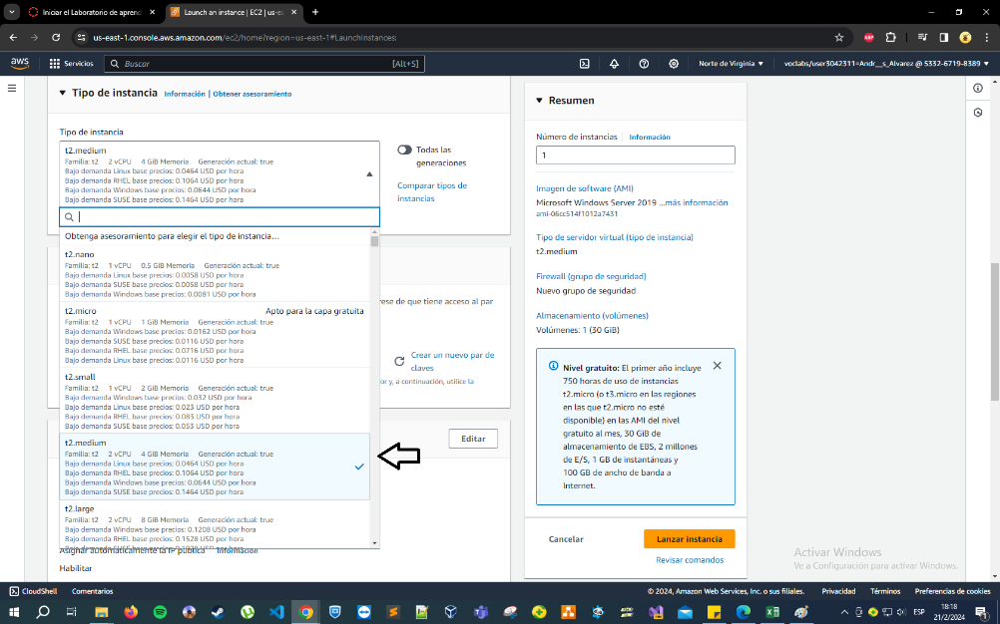 Iniciar el Laboratorio de aprend
Launch an instance | EC2 | us-e
us-east-1.console.aws.amazon.com/ec2/home?region=us-east-1#LaunchInstances:
ABP
aws
Servicios
Buscar
[Alt+S]
Norte de Virginia
voclabs/user3042311=Andr__s_Alvarez @ 5332-6719-8389
Tipo de instancia
Información | Obtener asesoramiento
Tipo de instancia
t2.medium
Familia: t2 2 vCPU 4 GiB Memoria Generación actual: true
Bajo demanda Linux base precios: 0.0464 USD por hora
Bajo demanda RHEL base precios: 0.1064 USD por hora
Bajo demanda Windows base precios: 0.0644 USD por hora
Bajo demanda SUSE base precios: 0.1464 USD por hora
Todas las
generaciones
Comparar tipos de
instancias
Obtenga asesoramiento para elegir el tipo de instancia...
t2.nano
Familia: t2 1 vCPU 0.5 GiB Memoria Generación actual: true
Bajo demanda Linux base precios: 0.0058 USD por hora
Bajo demanda SUSE base precios: 0.0058 USD por hora
Bajo demanda Windows base precios: 0.0081 USD por hora
t2.micro
Apto para la capa gratuita
Familia: t2 1 vCPU 1 GiB Memoria Generación actual: true
Bajo demanda Windows base precios: 0.0162 USD por hora
Bajo demanda SUSE base precios: 0.0116 USD por hora
Bajo demanda RHEL base precios: 0.0716 USD por hora
Bajo demanda Linux base precios: 0.0116 USD por hora
t2.small
Familia: t2 1 vCPU 2 GiB Memoria Generación actual: true
Bajo demanda Windows base precios: 0.032 USD por hora
Bajo demanda Linux base precios: 0.023 USD por hora
Bajo demanda RHEL base precios: 0.083 USD por hora
Bajo demanda SUSE base precios: 0.053 USD por hora
t2.medium
Familia: t2 2 vCPU 4 GiB Memoria Generación actual: true
Bajo demanda Linux base precios: 0.0464 USD por hora
Bajo demanda RHEL base precios: 0.1064 USD por hora
Bajo demanda Windows base precios: 0.0644 USD por hora
Bajo demanda SUSE base precios: 0.1464 USD por hora
t2.large
Familia: t2 2 vCPU 8 GiB Memoria Generación actual: true
Bajo demanda Windows base precios: 0.1208 USD por hora
Bajo demanda RHEL base precios: 0.1528 USD por hora
Asignar automáticamente la IP pública Información
Habilitar
rese de que tiene acceso al par
Crear un nuevo par de
claves
or y, a continuación, utilice la
Editar
Resumen
Número de instancias
Información
1
Imagen de software (AMI)
Microsoft Windows Server 2019 ...más información
ami-06cc514f1012a7431
Tipo de servidor virtual (tipo de instancia)
t2.medium
Firewall (grupo de seguridad)
Nuevo grupo de seguridad
Almacenamiento (volúmenes)
Volúmenes: 1 (30 GiB)
Nivel gratuito: El primer año incluye
750 horas de uso de instancias
t2.micro (o t3.micro en las regiones
en las que t2.micro no esté
disponible) en las AMI del nivel
gratuito al mes, 30 GiB de
almacenamiento de EBS, 2 millones
de E/S, 1 GB de instantáneas y
100 GB de ancho de banda a
Internet.
Cancelar
Lanzar instancia
Revisar comandos
Activar Windows
Ve a Configuración para activar Windows.
CloudShell
Comentarios
© 2024, Amazon Web Services, Inc. o sus filiales.
Privacidad
Términos
Preferencias de cookies
ESP
18:18
21/2/2024